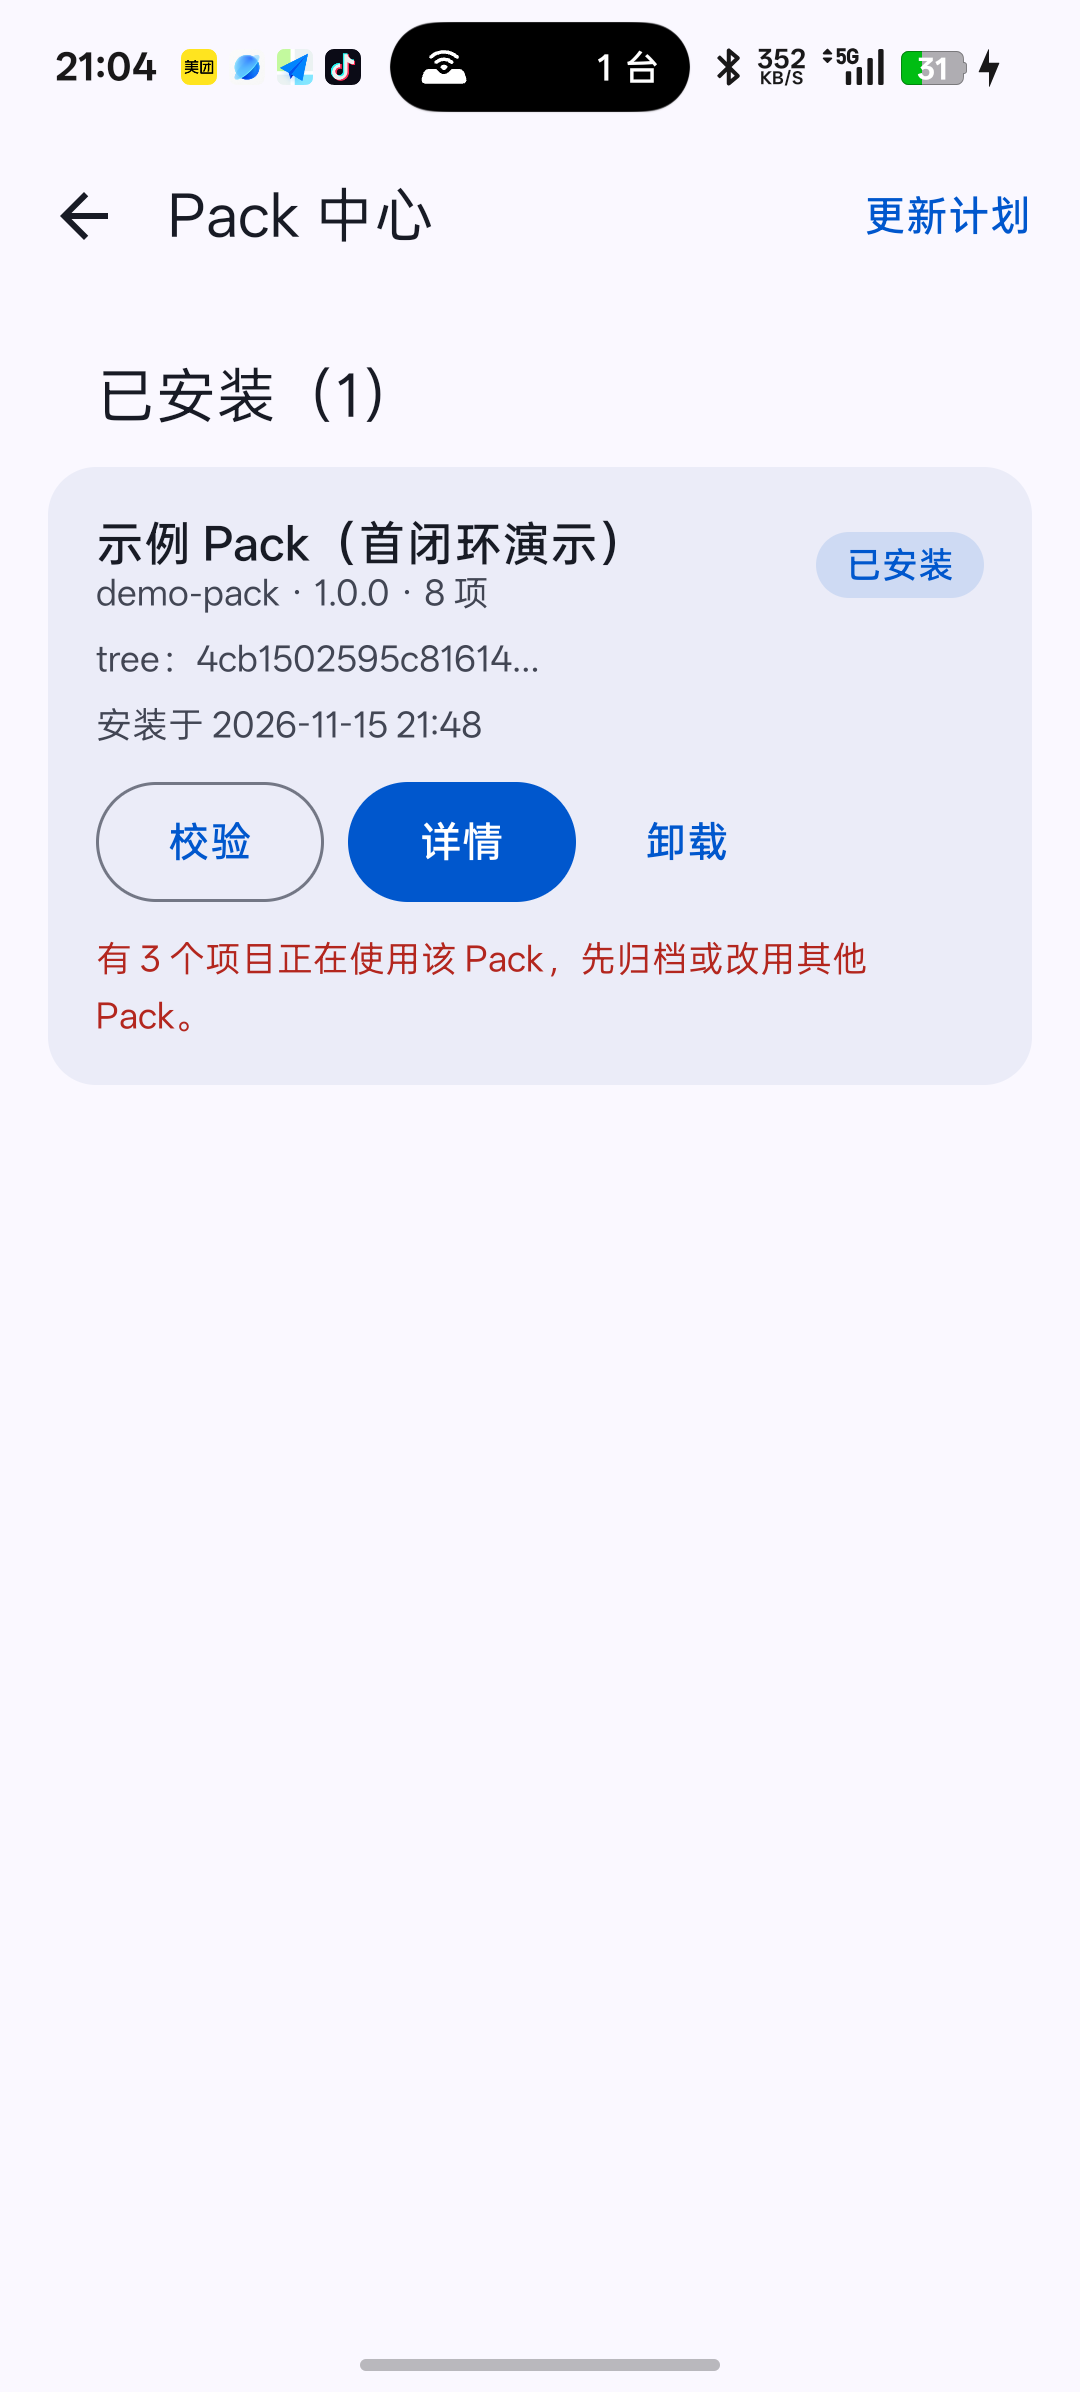 21:04
美团
1 台
352
KB/S
5G
31
Pack 中心
更新计划
已安装（1）
示例 Pack（首闭环演示）
已安装
demo-pack · 1.0.0 · 8 项
tree：4cb1502595c81614...
安装于 2026-11-15 21:48
校验
详情
卸载
有 3 个项目正在使用该 Pack，先归档或改用其他
Pack。